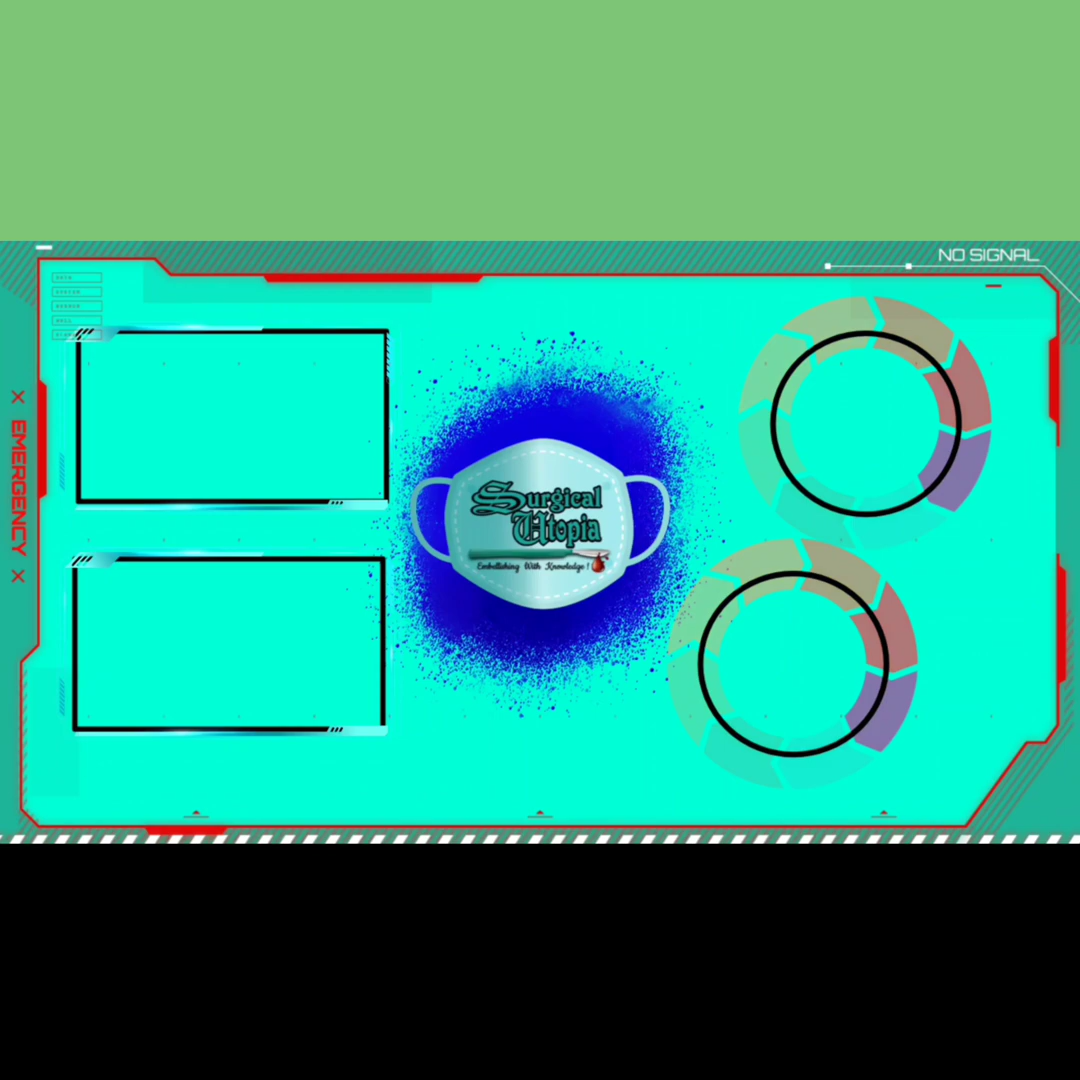 NO SIGNAL
EMERGENCY
Surgical
Utopia
Embellishing With Knowledge !